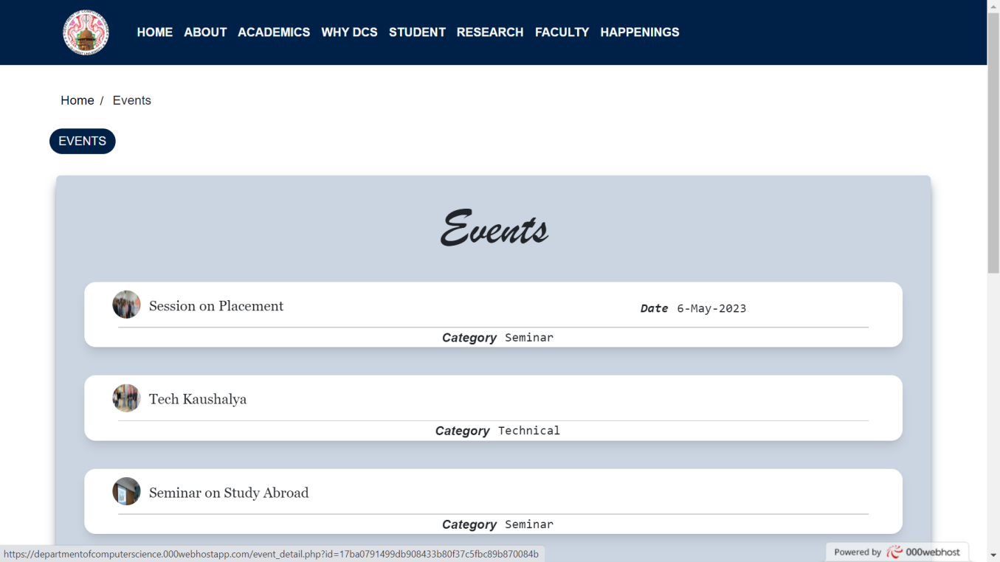 HOME ABOUT ACADEMICS WHY DCS STUDENT RESEARCH FACULTY HAPPENINGS
Home / Events
EVENTS
Events
Session on Placement Date 6-May-2023
Category Seminar
Tech Kaushalya
Category Technical
Seminar on Study Abroad
Category Seminar
https://departmentofcomputerscience.000webhostapp.com/event_detail.php?id=17ba0791499db908433b80f37c5fbc89b870084b
Powered by 000webhost